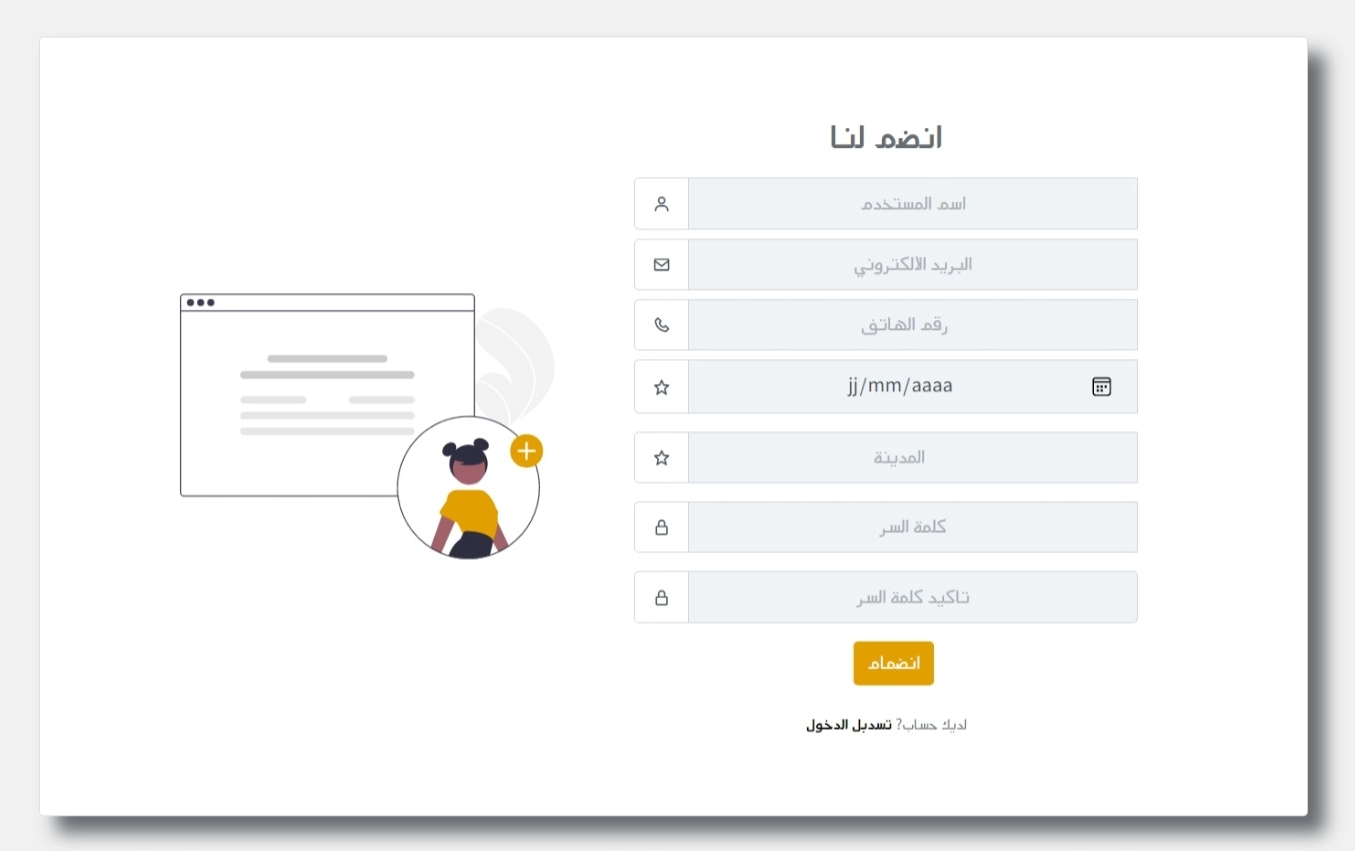 انضم لنا
اسم المستخدم
البريد الالكتروني
رقم الهاتف
jj/mm/aaaa
المدينة
كلمة السر
تاكيد كلمة السر
انضمام
لديك حساب? تسديل الدخول